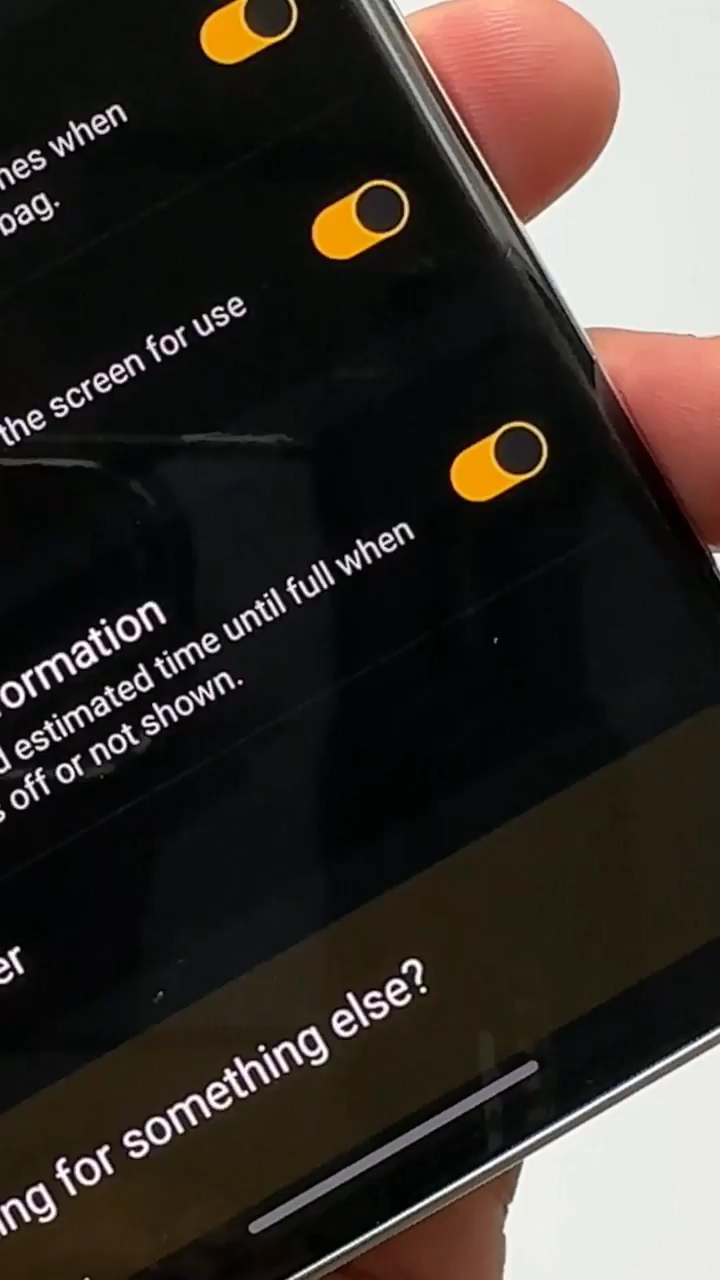 nes when
bag.
the screen for use
ormation
estimated time until full when
off or not shown.
er
ng for something else?